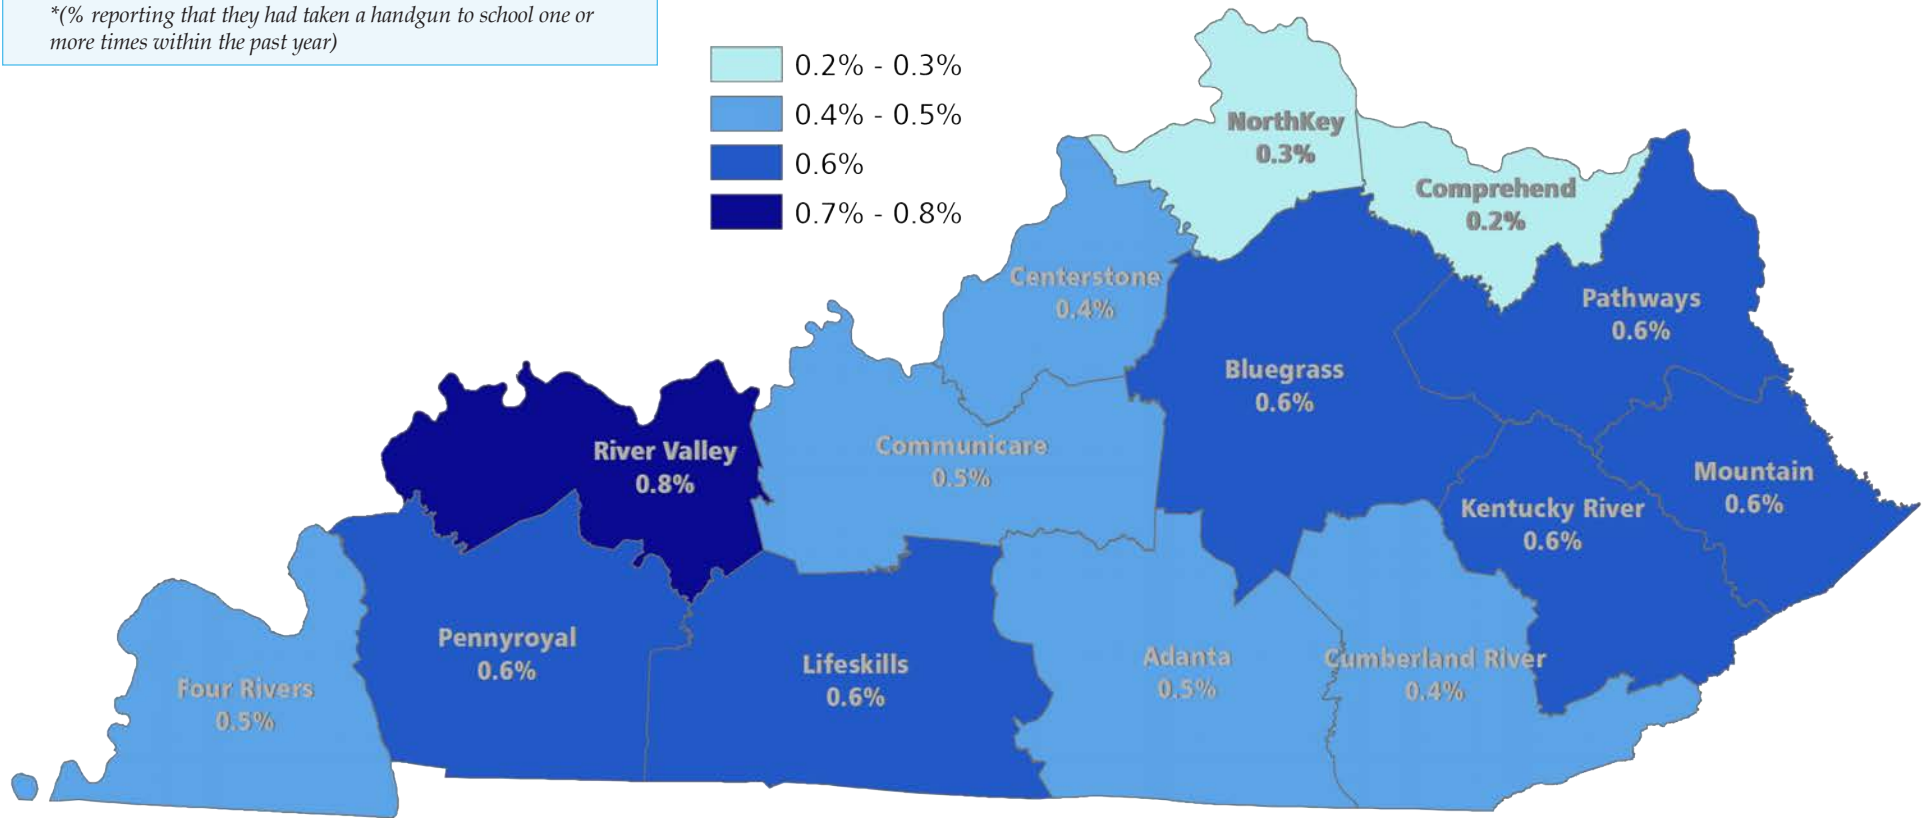 *(% reporting that they had taken a handgun to school one or
more times within the past year)
0.2% - 0.3%
0.4% - 0.5%
0.6%
0.7% - 0.8%
NorthKey
0.3%
Comprehend
0.2%
Centerstone
0.4%
Pathways
0.6%
Bluegrass
0.6%
River Valley
0.8%
Communicare
0.5%
Mountain
0.6%
Kentucky River
0.6%
Pennyroyal
0.6%
Lifeskills
0.6%
Adanta
0.5%
Cumberland River
0.4%
Four Rivers
0.5%